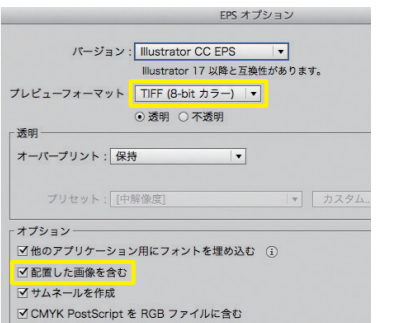 EPS オプション
バージョン： Illustrator CC EPS
Illustrator 17 以降と互換性があります。
プレビューフォーマット： TIFF (8-bit カラー)
透明 不透明
透明
オーバープリント： 保持
プリセット： [中解像度] カスタム...
オプション
他のアプリケーション用にフォントを埋め込む
配置した画像を含む
サムネールを作成
CMYK PostScript を RGB ファイルに含む